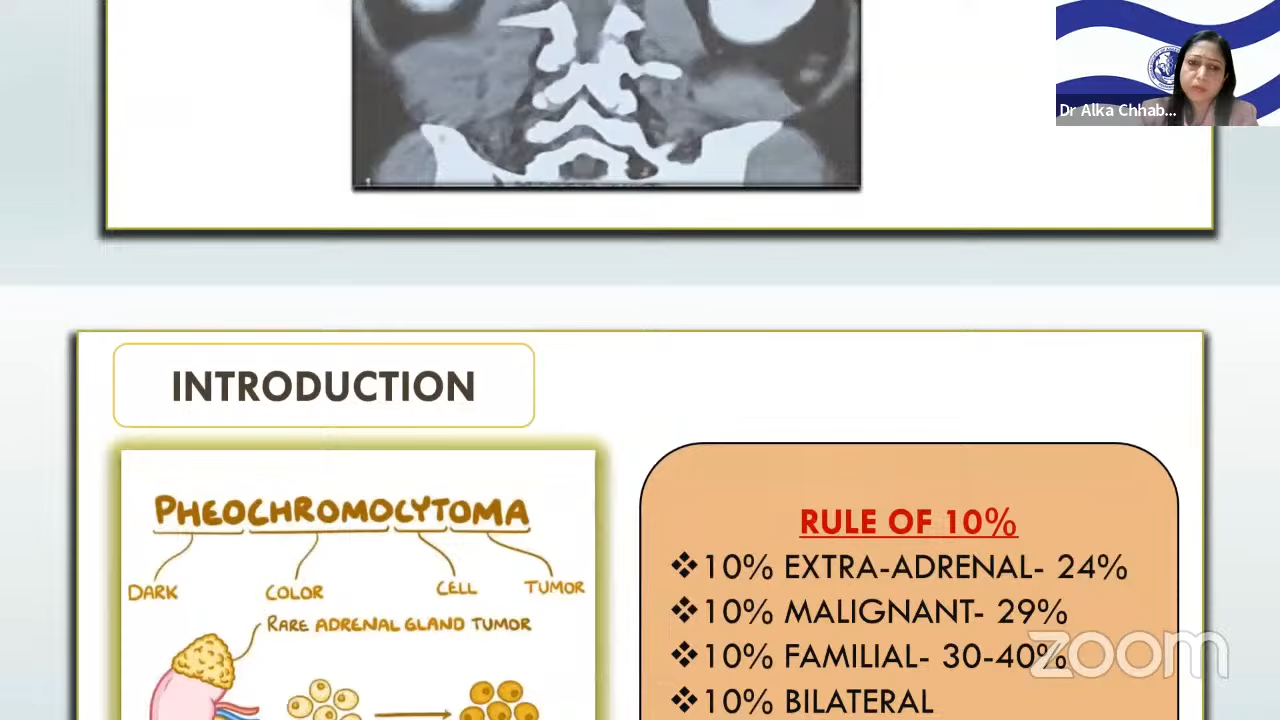 Dr Alka Chhab...
INTRODUCTION
PHEOCHROMOCYTOMA
DARK COLOR CELL TUMOR
RARE ADRENAL GLAND TUMOR
RULE OF 10%
❖10% EXTRA-ADRENAL- 24%
❖10% MALIGNANT- 29%
❖10% FAMILIAL- 30-40%
❖10% BILATERAL
zoom